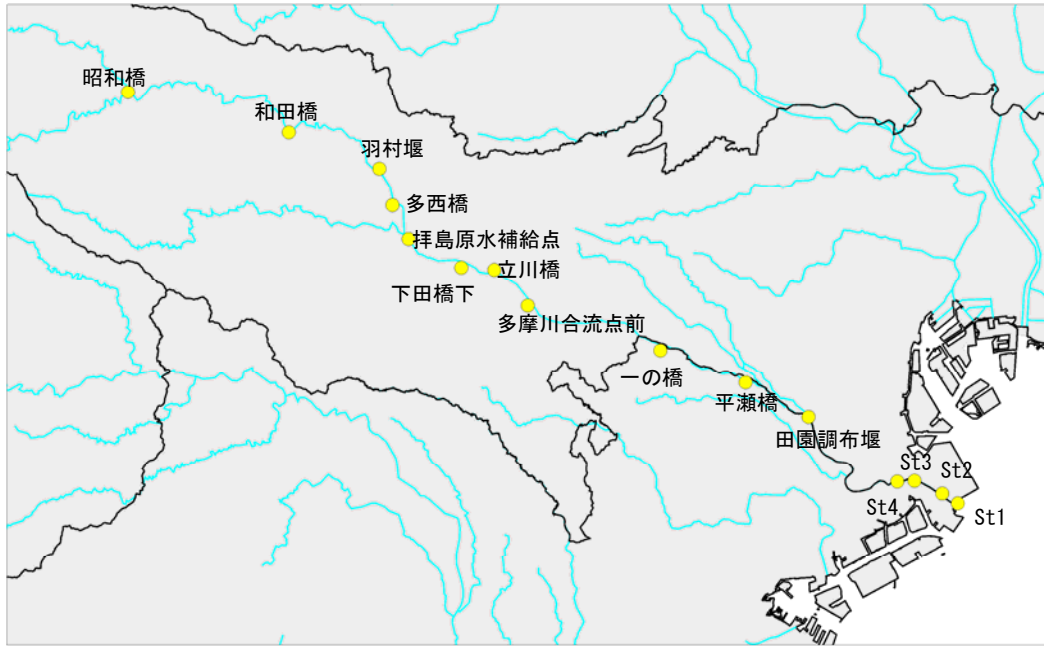 昭和橋
和田橋
羽村堰
多西橋
拝島原水補給点
立川橋
下田橋下
多摩川合流点前
一の橋
平瀬橋
田園調布堰
St3
St2
St4
St1